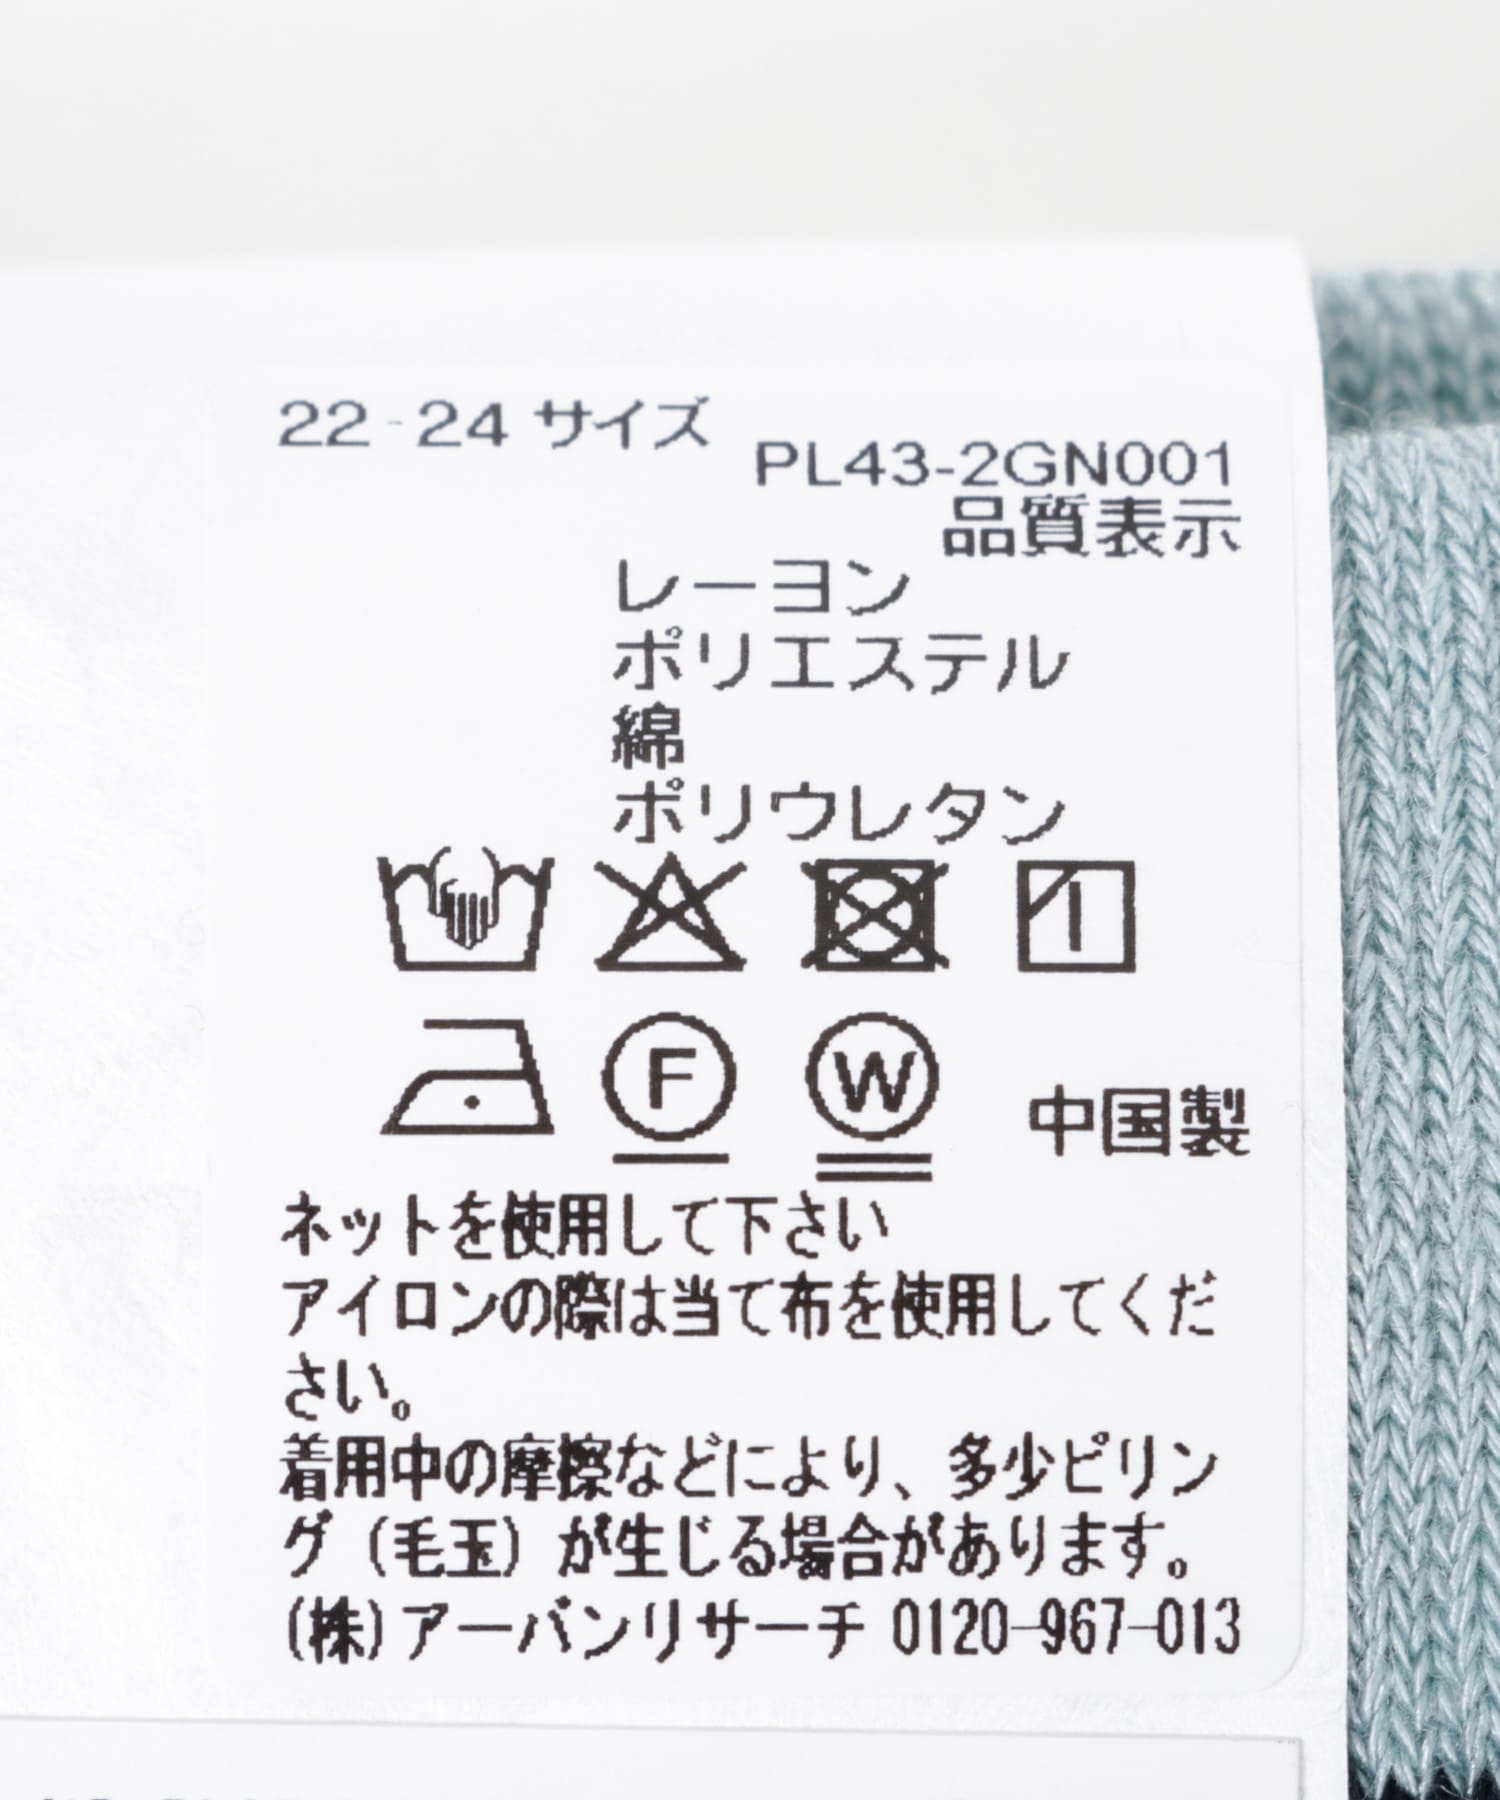 22-24 サイズ
PL43-2GN001
品質表示
レーヨン
ポリエステル
綿
ポリウレタン
F
W
中国製
ネットを使用して下さい
アイロンの際は当て布を使用してくだ
さい。
着用中の摩擦などにより、多少ピリン
グ（毛玉）が生じる場合があります。
(株)アーバンリサーチ 0120-967-013